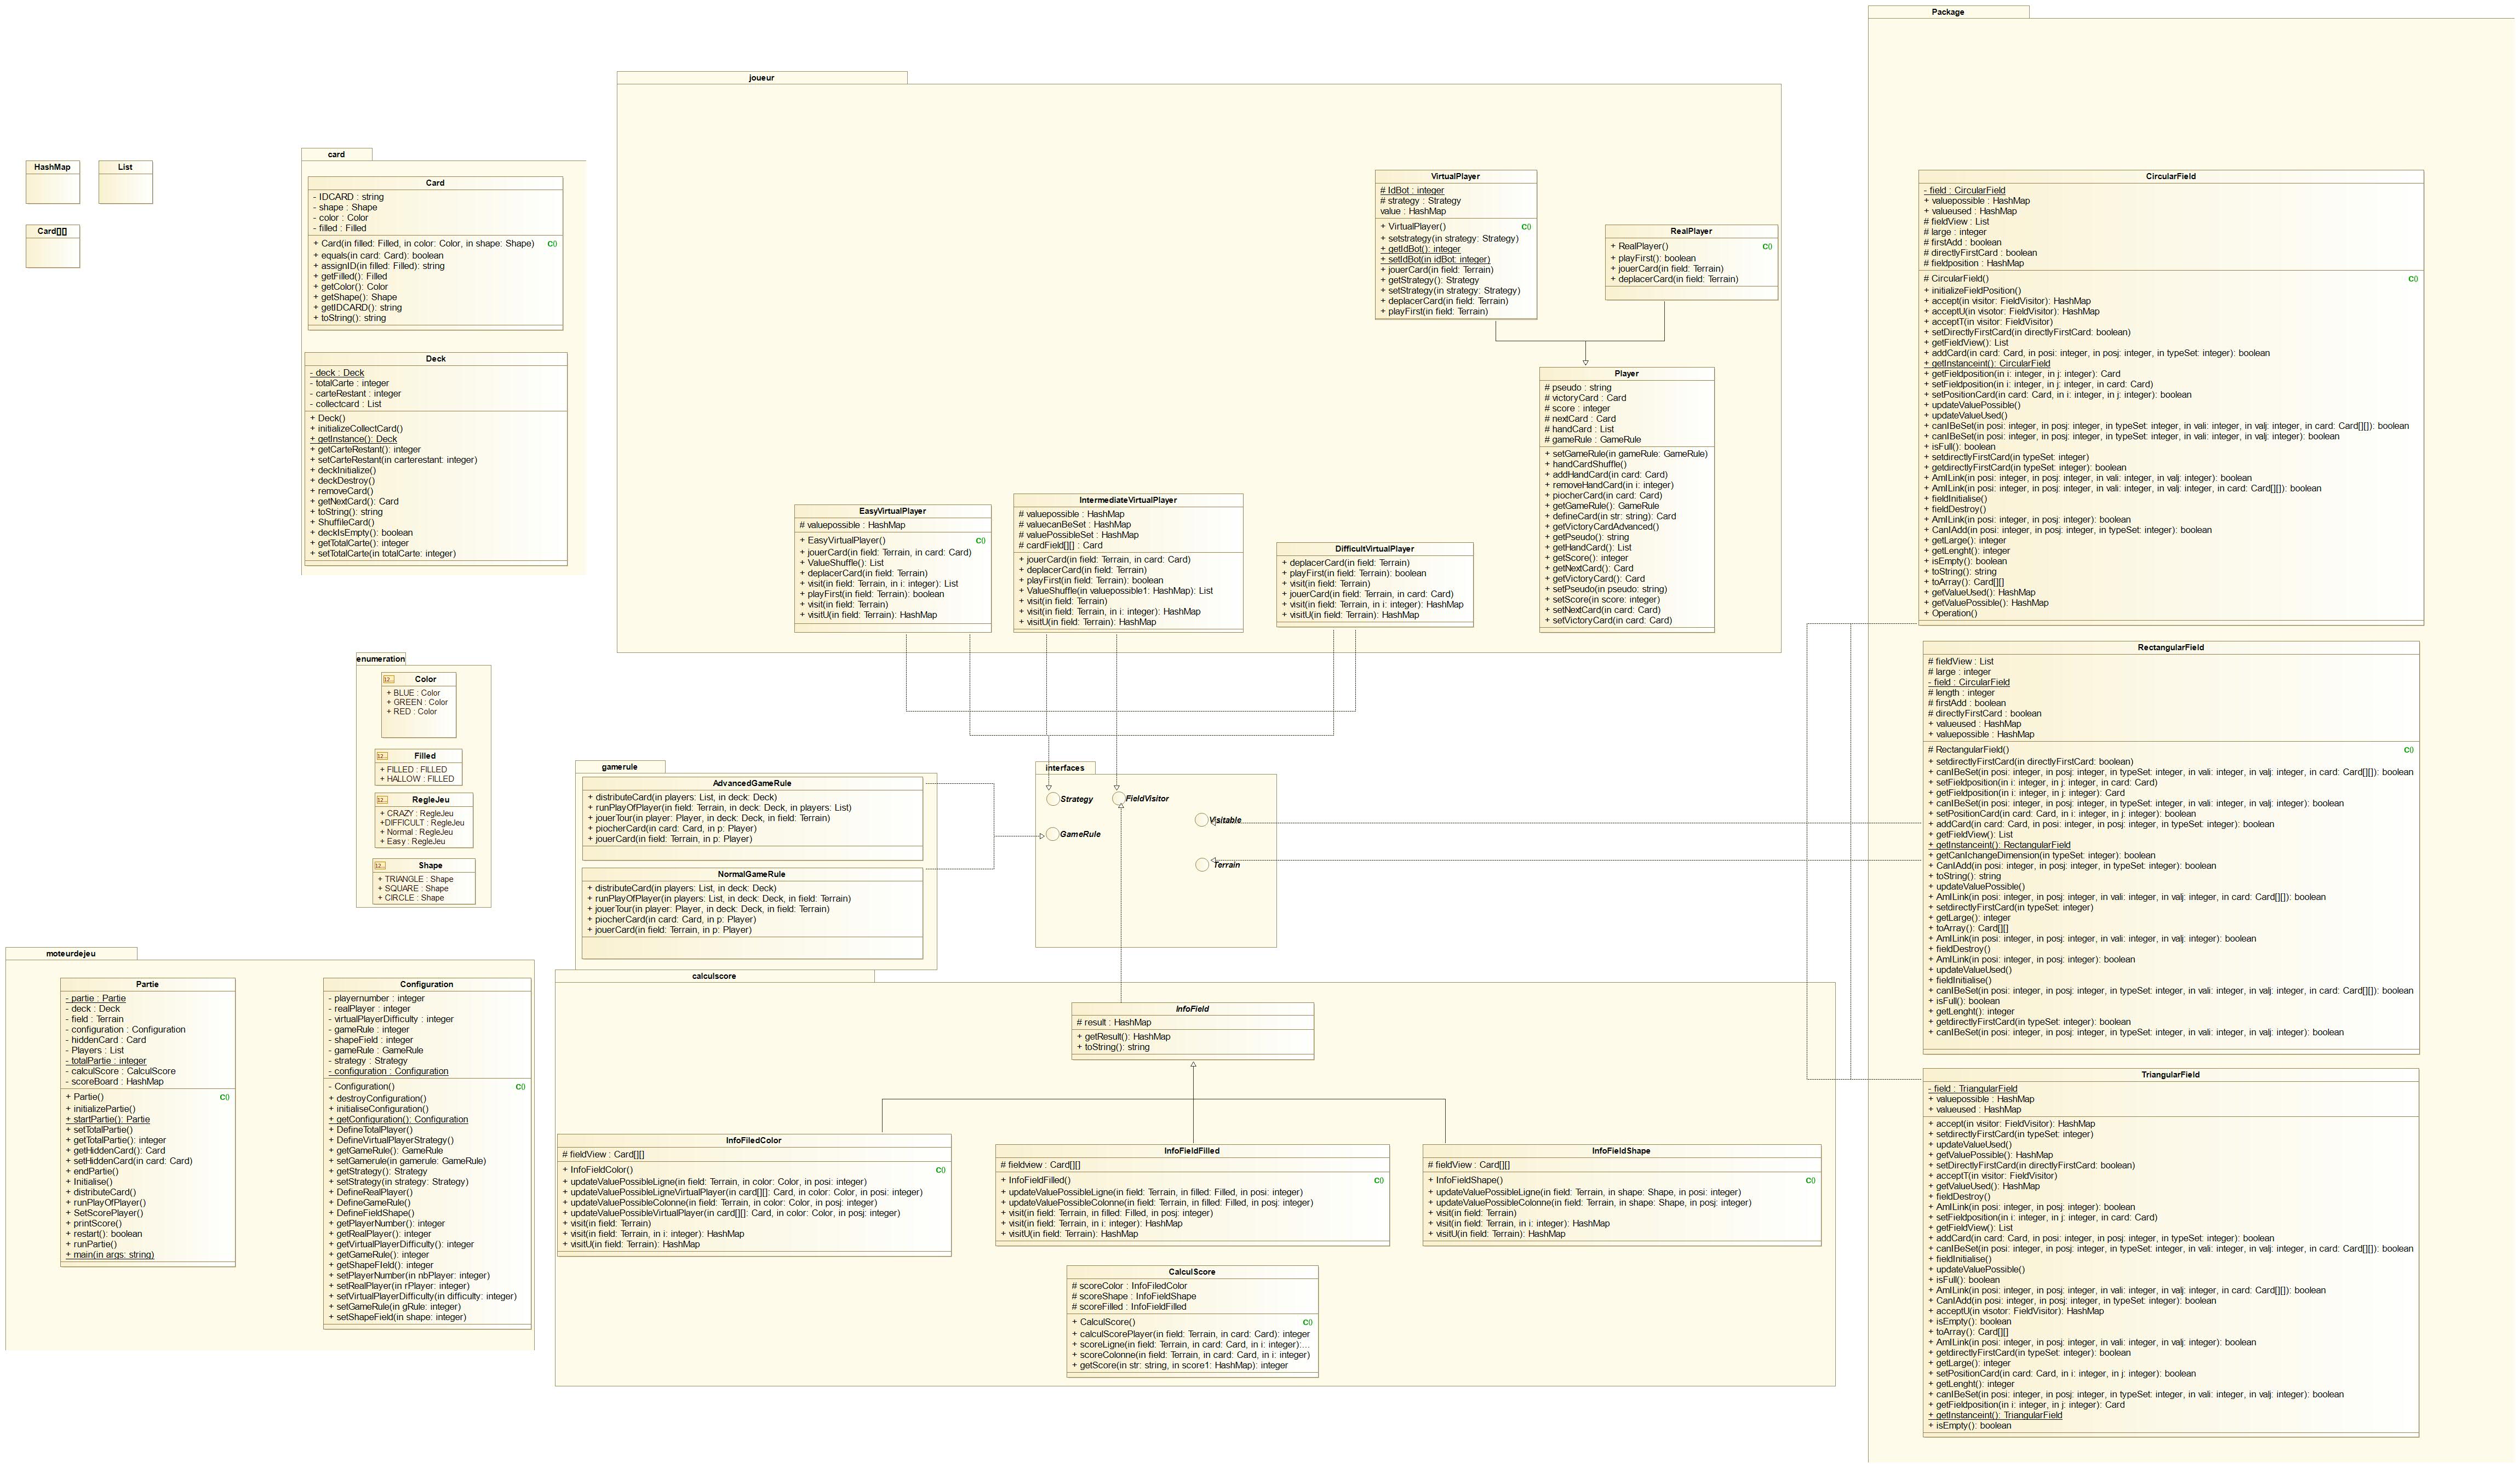 HashMap
List
Card[][]
card
Card
- IDCARD : string
- shape : Shape
- color : Color
- filled : Filled
+ Card(in filled: Filled, in color: Color, in shape: Shape) C()
+ equals(in card: Card): boolean
+ assignID(in filled: Filled): string
+ getFilled(): Filled
+ getColor(): Color
+ getShape(): Shape
+ getIDCARD(): string
+ toString(): string
Deck
- deck : Deck
- totalCarte : integer
- carteRestant : integer
- collectcard : List
+ Deck()
+ initializeCollectCard()
+ getInstance(): Deck
+ getCarteRestant(): integer
+ setCarteRestant(in carterestant: integer)
+ deckInitialize()
+ deckDestroy()
+ removeCard()
+ getNextCard(): Card
+ toString(): string
+ ShuffileCard()
+ deckIsEmpty(): boolean
+ getTotalCarte(): integer
+ setTotalCarte(in totalCarte: integer)
joueur
VirtualPlayer
# IdBot : integer
# strategy : Strategy
value : HashMap
+ VirtualPlayer() C()
+ setstrategy(in strategy: Strategy)
+ getIdBot(): integer
+ setIdBot(in idBot: integer)
+ jouerCard(in field: Terrain)
+ getStrategy(): Strategy
+ setStrategy(in strategy: Strategy)
+ deplacerCard(in field: Terrain)
+ playFirst(in field: Terrain)
RealPlayer
+ RealPlayer() C()
+ playFirst(): boolean
+ jouerCard(in field: Terrain)
+ deplacerCard(in field: Terrain)
Player
# pseudo : string
# victoryCard : Card
# score : integer
# nextCard : Card
# handCard : List
# gameRule : GameRule
+ setGameRule(in gameRule: GameRule)
+ handCardShuffle()
+ addHandCard(in card: Card)
+ removeHandCard(in i: integer)
+ piocherCard(in card: Card)
+ getGameRule(): GameRule
+ defineCard(in str: string): Card
+ getVictoryCardAdvanced()
+ getPseudo(): string
+ getHandCard(): List
+ getScore(): integer
+ getNextCard(): Card
+ getVictoryCard(): Card
+ setPseudo(in pseudo: string)
+ setScore(in score: integer)
+ setNextCard(in card: Card)
+ setVictoryCard(in card: Card)
EasyVirtualPlayer
# valuepossible : HashMap
+ EasyVirtualPlayer() C()
+ jouerCard(in field: Terrain, in card: Card)
+ ValueShuffle(): List
+ deplacerCard(in field: Terrain)
+ visit(in field: Terrain, in i: integer): List
+ playFirst(in field: Terrain): boolean
+ visit(in field: Terrain)
+ visitU(in field: Terrain): HashMap
IntermediateVirtualPlayer
# valuepossible : HashMap
# valuecanBeSet : HashMap
# valuePossibleSet : HashMap
# cardField[][] : Card
+ jouerCard(in field: Terrain, in card: Card)
+ deplacerCard(in field: Terrain)
+ playFirst(in field: Terrain): boolean
+ ValueShuffle(in valuepossible1: HashMap): List
+ visit(in field: Terrain)
+ visit(in field: Terrain, in i: integer): HashMap
+ visitU(in field: Terrain): HashMap
DifficultVirtualPlayer
+ deplacerCard(in field: Terrain)
+ playFirst(in field: Terrain): boolean
+ visit(in field: Terrain)
+ jouerCard(in field: Terrain, in card: Card)
+ visit(in field: Terrain, in i: integer): HashMap
+ visitU(in field: Terrain): HashMap
enumeration
Color
+ BLUE : Color
+ GREEN : Color
+ RED : Color
Filled
+ FILLED : FILLED
+ HALLOW : FILLED
RegleJeu
+ CRAZY : RegleJeu
+DIFFICULT : RegleJeu
+ Normal : RegleJeu
+ Easy : RegleJeu
Shape
+ TRIANGLE : Shape
+ SQUARE : Shape
+ CIRCLE : Shape
gamerule
AdvancedGameRule
+ distributeCard(in players: List, in deck: Deck)
+ runPlayOfPlayer(in field: Terrain, in deck: Deck, in players: List)
+ jouerTour(in player: Player, in deck: Deck, in field: Terrain)
+ piocherCard(in card: Card, in p: Player)
+ jouerCard(in field: Terrain, in p: Player)
NormalGameRule
+ distributeCard(in players: List, in deck: Deck)
+ runPlayOfPlayer(in players: List, in deck: Deck, in field: Terrain)
+ jouerTour(in player: Player, in deck: Deck, in field: Terrain)
+ piocherCard(in card: Card, in p: Player)
+ jouerCard(in field: Terrain, in p: Player)
interfaces
Strategy
FieldVisitor
GameRule
Visitable
Terrain
moteurdejeu
Partie
- partie : Partie
- deck : Deck
- field : Terrain
- configuration : Configuration
- hiddenCard : Card
- Players : List
- totalPartie : integer
- calculScore : CalculScore
- scoreBoard : HashMap
+ Partie() C()
+ initializePartie()
+ startPartie(): Partie
+ setTotalPartie()
+ getTotalPartie(): integer
+ getHiddenCard(): Card
+ setHiddenCard(in card: Card)
+ endPartie()
+ Initialise()
+ distributeCard()
+ runPlayOfPlayer()
+ SetScorePlayer()
+ printScore()
+ restart(): boolean
+ runPartie()
+ main(in args: string)
Configuration
- playernumber : integer
- realPlayer : integer
- virtualPlayerDifficulty : integer
- gameRule : integer
- shapeField : integer
- gameRule : GameRule
- strategy : Strategy
- configuration : Configuration
- Configuration() C()
+ destroyConfiguration()
+ initialiseConfiguration()
+ getConfiguration(): Configuration
+ DefineTotalPlayer()
+ DefineVirtualPlayerStrategy()
+ getGameRule(): GameRule
+ setGamerule(in gamerule: GameRule)
+ getStrategy(): Strategy
+ setStrategy(in strategy: Strategy)
+ DefineRealPlayer()
+ DefineGameRule()
+ DefineFieldShape()
+ getPlayerNumber(): integer
+ getRealPlayer(): integer
+ getVirtualPlayerDifficulty(): integer
+ getGameRule(): integer
+ getShapeFIeld(): integer
+ setPlayerNumber(in nbPlayer: integer)
+ setRealPlayer(in rPlayer: integer)
+ setVirtualPlayerDifficulty(in difficulty: integer)
+ setGameRule(in gRule: integer)
+ setShapeField(in shape: integer)
calculscore
InfoField
# result : HashMap
+ getResult(): HashMap
+ toString(): string
InfoFiledColor
# fieldView : Card[][]
+ InfoFieldColor() C()
+ updateValuePossibleLigne(in field: Terrain, in color: Color, in posi: integer)
+ updateValuePossibleLigneVirtualPlayer(in card[][]: Card, in color: Color, in posi: integer)
+ updateValuePossibleColonne(in field: Terrain, in color: Color, in posj: integer)
+ updateValuePossibleVirtualPlayer(in card[][]: Card, in color: Color, in posj: integer)
+ visit(in field: Terrain)
+ visit(in field: Terrain, in i: integer): HashMap
+ visitU(in field: Terrain): HashMap
InfoFieldFilled
# fieldview : Card[][]
+ InfoFieldFilled() C()
+ updateValuePossibleLigne(in field: Terrain, in filled: Filled, in posi: integer)
+ updateValuePossibleColonne(in field: Terrain, in filled: Filled, in posj: integer)
+ visit(in field: Terrain, in filled: Filled, in posj: integer)
+ visit(in field: Terrain, in i: integer): HashMap
+ visitU(in field: Terrain): HashMap
InfoFieldShape
# fieldView : Card[][]
+ InfoFieldShape() C()
+ updateValuePossibleLigne(in field: Terrain, in shape: Shape, in posi: integer)
+ updateValuePossibleColonne(in field: Terrain, in shape: Shape, in posj: integer)
+ visit(in field: Terrain)
+ visit(in field: Terrain, in i: integer): HashMap
+ visitU(in field: Terrain): HashMap
CalculScore
# scoreColor : InfoFiledColor
# scoreShape : InfoFieldShape
# scoreFilled : InfoFieldFilled
+ CalculScore() C()
+ calculScorePlayer(in field: Terrain, in card: Card): integer
+ scoreLigne(in field: Terrain, in card: Card, in i: integer):...
+ scoreColonne(in field: Terrain, in card: Card, in i: integer)
+ getScore(in str: string, in score1: HashMap): integer
Package
CircularField
- field : CircularField
+ valuepossible : HashMap
+ valueused : HashMap
# fieldView : List
# large : integer
# firstAdd : boolean
# directlyFirstCard : boolean
# fieldposition : HashMap
# CircularField() C()
+ initializeFieldPosition()
+ accept(in visitor: FieldVisitor): HashMap
+ acceptU(in visotor: FieldVisitor): HashMap
+ acceptT(in visitor: FieldVisitor)
+ setDirectlyFirstCard(in directlyFirstCard: boolean)
+ getFieldView(): List
+ addCard(in card: Card, in posi: integer, in posj: integer, in typeSet: integer): boolean
+ getInstanceint(): CircularField
+ getFieldposition(in i: integer, in j: integer): Card
+ setFieldposition(in i: integer, in j: integer, in card: Card)
+ setPositionCard(in card: Card, in i: integer, in j: integer): boolean
+ updateValuePossible()
+ updateValueUsed()
+ canIBeSet(in posi: integer, in posj: integer, in typeSet: integer, in vali: integer, in valj: integer, in card: Card[][]): boolean
+ canIBeSet(in posi: integer, in posj: integer, in typeSet: integer, in vali: integer, in valj: integer): boolean
+ isFull(): boolean
+ setdirectlyFirstCard(in typeSet: integer)
+ getdirectlyFirstCard(in typeSet: integer): boolean
+ AmILink(in posi: integer, in posj: integer, in vali: integer, in valj: integer): boolean
+ AmILink(in posi: integer, in posj: integer, in vali: integer, in valj: integer, in card: Card[][]): boolean
+ fieldInitialise()
+ fieldDestroy()
+ AmILink(in posi: integer, in posj: integer): boolean
+ CanIAdd(in posi: integer, in posj: integer, in typeSet: integer): boolean
+ getLarge(): integer
+ getLenght(): integer
+ isEmpty(): boolean
+ toString(): string
+ toArray(): Card[][]
+ getValueUsed(): HashMap
+ getValuePossible(): HashMap
+ Operation()
RectangularField
# fieldView : List
# large : integer
- field : CircularField
# length : integer
# firstAdd : boolean
# directlyFirstCard : boolean
+ valueused : HashMap
+ valuepossible : HashMap
# RectangularField() C()
+ setdirectlyFirstCard(in directlyFirstCard: boolean)
+ canIBeSet(in posi: integer, in posj: integer, in typeSet: integer, in vali: integer, in valj: integer, in card: Card[][]): boolean
+ setFieldposition(in i: integer, in j: integer, in card: Card)
+ getFieldposition(in i: integer, in j: integer): Card
+ canIBeSet(in posi: integer, in posj: integer, in typeSet: integer, in vali: integer, in valj: integer): boolean
+ setPositionCard(in card: Card, in i: integer, in j: integer): boolean
+ addCard(in card: Card, in posi: integer, in posj: integer, in typeSet: integer): boolean
+ getFieldView(): List
+ getInstanceint(): RectangularField
+ getCanIchangeDimension(in typeSet: integer): boolean
+ CanIAdd(in posi: integer, in posj: integer, in typeSet: integer): boolean
+ toString(): string
+ updateValuePossible()
+ AmILink(in posi: integer, in posj: integer, in vali: integer, in valj: integer, in card: Card[][]): boolean
+ setdirectlyFirstCard(in typeSet: integer)
+ getLarge(): integer
+ toArray(): Card[][]
+ AmILink(in posi: integer, in posj: integer, in vali: integer, in valj: integer): boolean
+ fieldDestroy()
+ AmILink(in posi: integer, in posj: integer): boolean
+ updateValueUsed()
+ fieldInitialise()
+ canIBeSet(in posi: integer, in posj: integer, in typeSet: integer, in vali: integer, in valj: integer, in card: Card[][]): boolean
+ isFull(): boolean
+ getLenght(): integer
+ getdirectlyFirstCard(in typeSet: integer): boolean
+ canIBeSet(in posi: integer, in posj: integer, in typeSet: integer, in vali: integer, in valj: integer): boolean
TriangularField
- field : TriangularField
+ valuepossible : HashMap
+ valueused : HashMap
+ accept(in visitor: FieldVisitor): HashMap
+ setdirectlyFirstCard(in typeSet: integer)
+ updateValueUsed()
+ getValuePossible(): HashMap
+ setDirectlyFirstCard(in directlyFirstCard: boolean)
+ acceptT(in visitor: FieldVisitor)
+ getValueUsed(): HashMap
+ fieldDestroy()
+ AmILink(in posi: integer, in posj: integer): boolean
+ setFieldposition(in i: integer, in j: integer, in card: Card)
+ getFieldView(): List
+ addCard(in card: Card, in posi: integer, in posj: integer, in typeSet: integer): boolean
+ canIBeSet(in posi: integer, in posj: integer, in typeSet: integer, in vali: integer, in valj: integer, in card: Card[][]): boolean
+ fieldInitialise()
+ updateValuePossible()
+ isFull(): boolean
+ AmILink(in posi: integer, in posj: integer, in vali: integer, in valj: integer, in card: Card[][]): boolean
+ CanIAdd(in posi: integer, in posj: integer, in typeSet: integer): boolean
+ acceptU(in visotor: FieldVisitor): HashMap
+ isEmpty(): boolean
+ toArray(): Card[][]
+ AmILink(in posi: integer, in posj: integer, in vali: integer, in valj: integer): boolean
+ getdirectlyFirstCard(in typeSet: integer): boolean
+ getLarge(): integer
+ setPositionCard(in card: Card, in i: integer, in j: integer): boolean
+ getLenght(): integer
+ canIBeSet(in posi: integer, in posj: integer, in typeSet: integer, in vali: integer, in valj: integer): boolean
+ getFieldposition(in i: integer, in j: integer): Card
+ getInstanceint(): TriangularField
+ isEmpty(): boolean